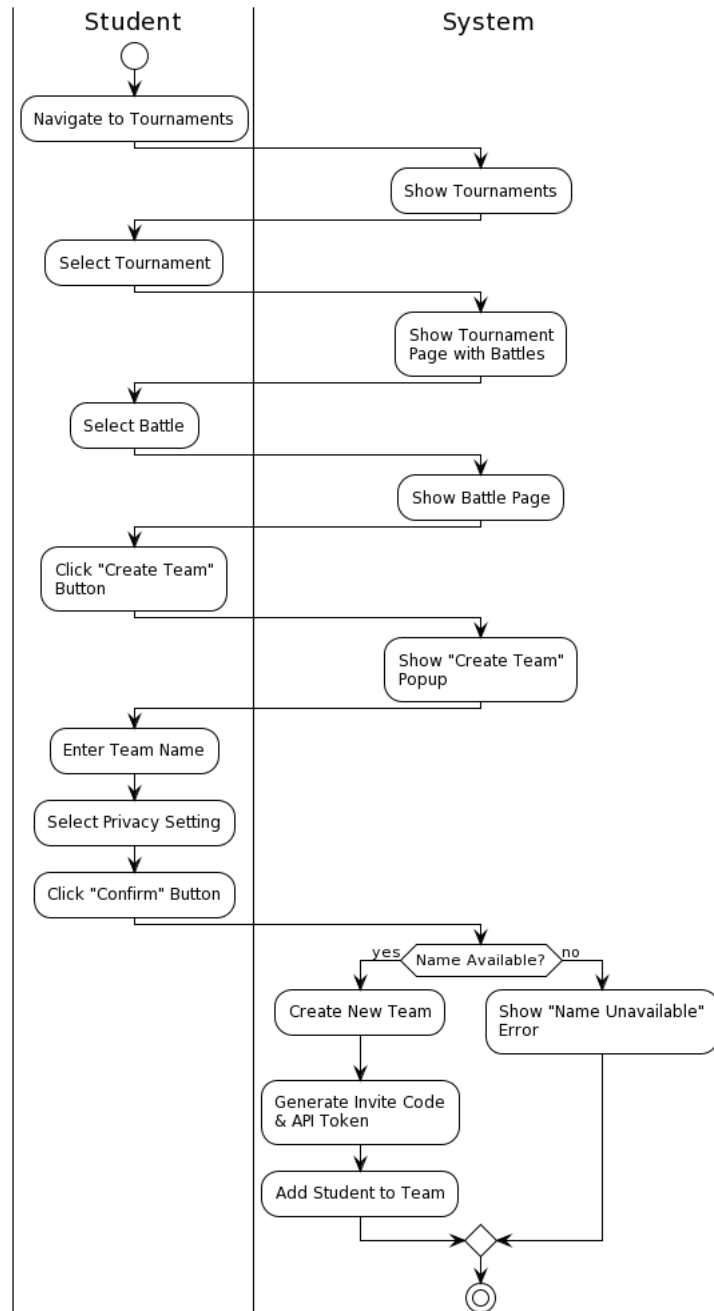 Student
System
Navigate to Tournaments
Show Tournaments
Select Tournament
Show Tournament
Page with Battles
Select Battle
Show Battle Page
Click "Create Team"
Button
Show "Create Team"
Popup
Enter Team Name
Select Privacy Setting
Click "Confirm" Button
yes
Name Available?
no
Create New Team
Show "Name Unavailable"
Error
Generate Invite Code
& API Token
Add Student to Team